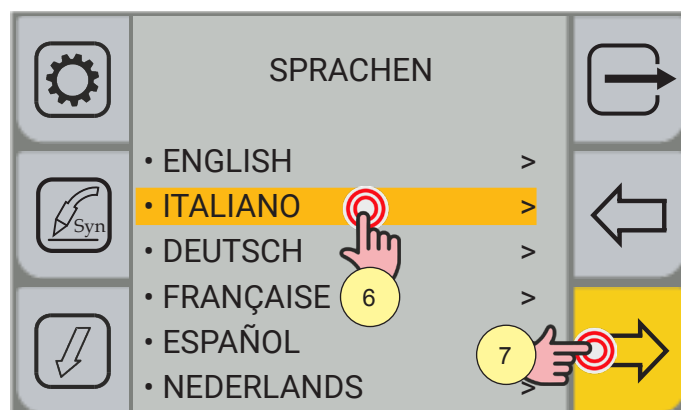 SPRACHEN
• ENGLISH >
• ITALIANO >
Syn
• DEUTSCH >
• FRANÇAISE >
6
• ESPAÑOL
7
• NEDERLANDS >